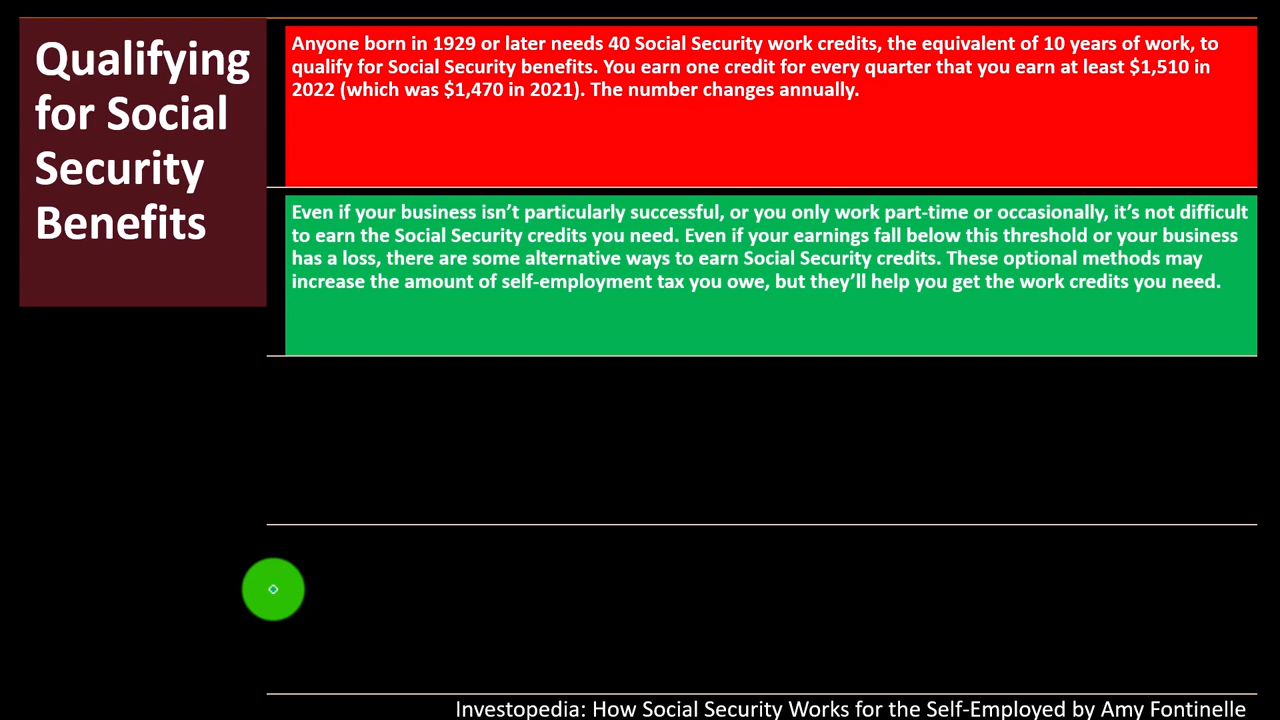 Qualifying
for Social
Security
Benefits
Anyone born in 1929 or later needs 40 Social Security work credits, the equivalent of 10 years of work, to
qualify for Social Security benefits. You earn one credit for every quarter that you earn at least $1,510 in
2022 (which was $1,470 in 2021). The number changes annually.
Even if your business isn’t particularly successful, or you only work part-time or occasionally, it’s not difficult
to earn the Social Security credits you need. Even if your earnings fall below this threshold or your business
has a loss, there are some alternative ways to earn Social Security credits. These optional methods may
increase the amount of self-employment tax you owe, but they’ll help you get the work credits you need.
Investopedia: How Social Security Works for the Self-Employed by Amy Fontinelle